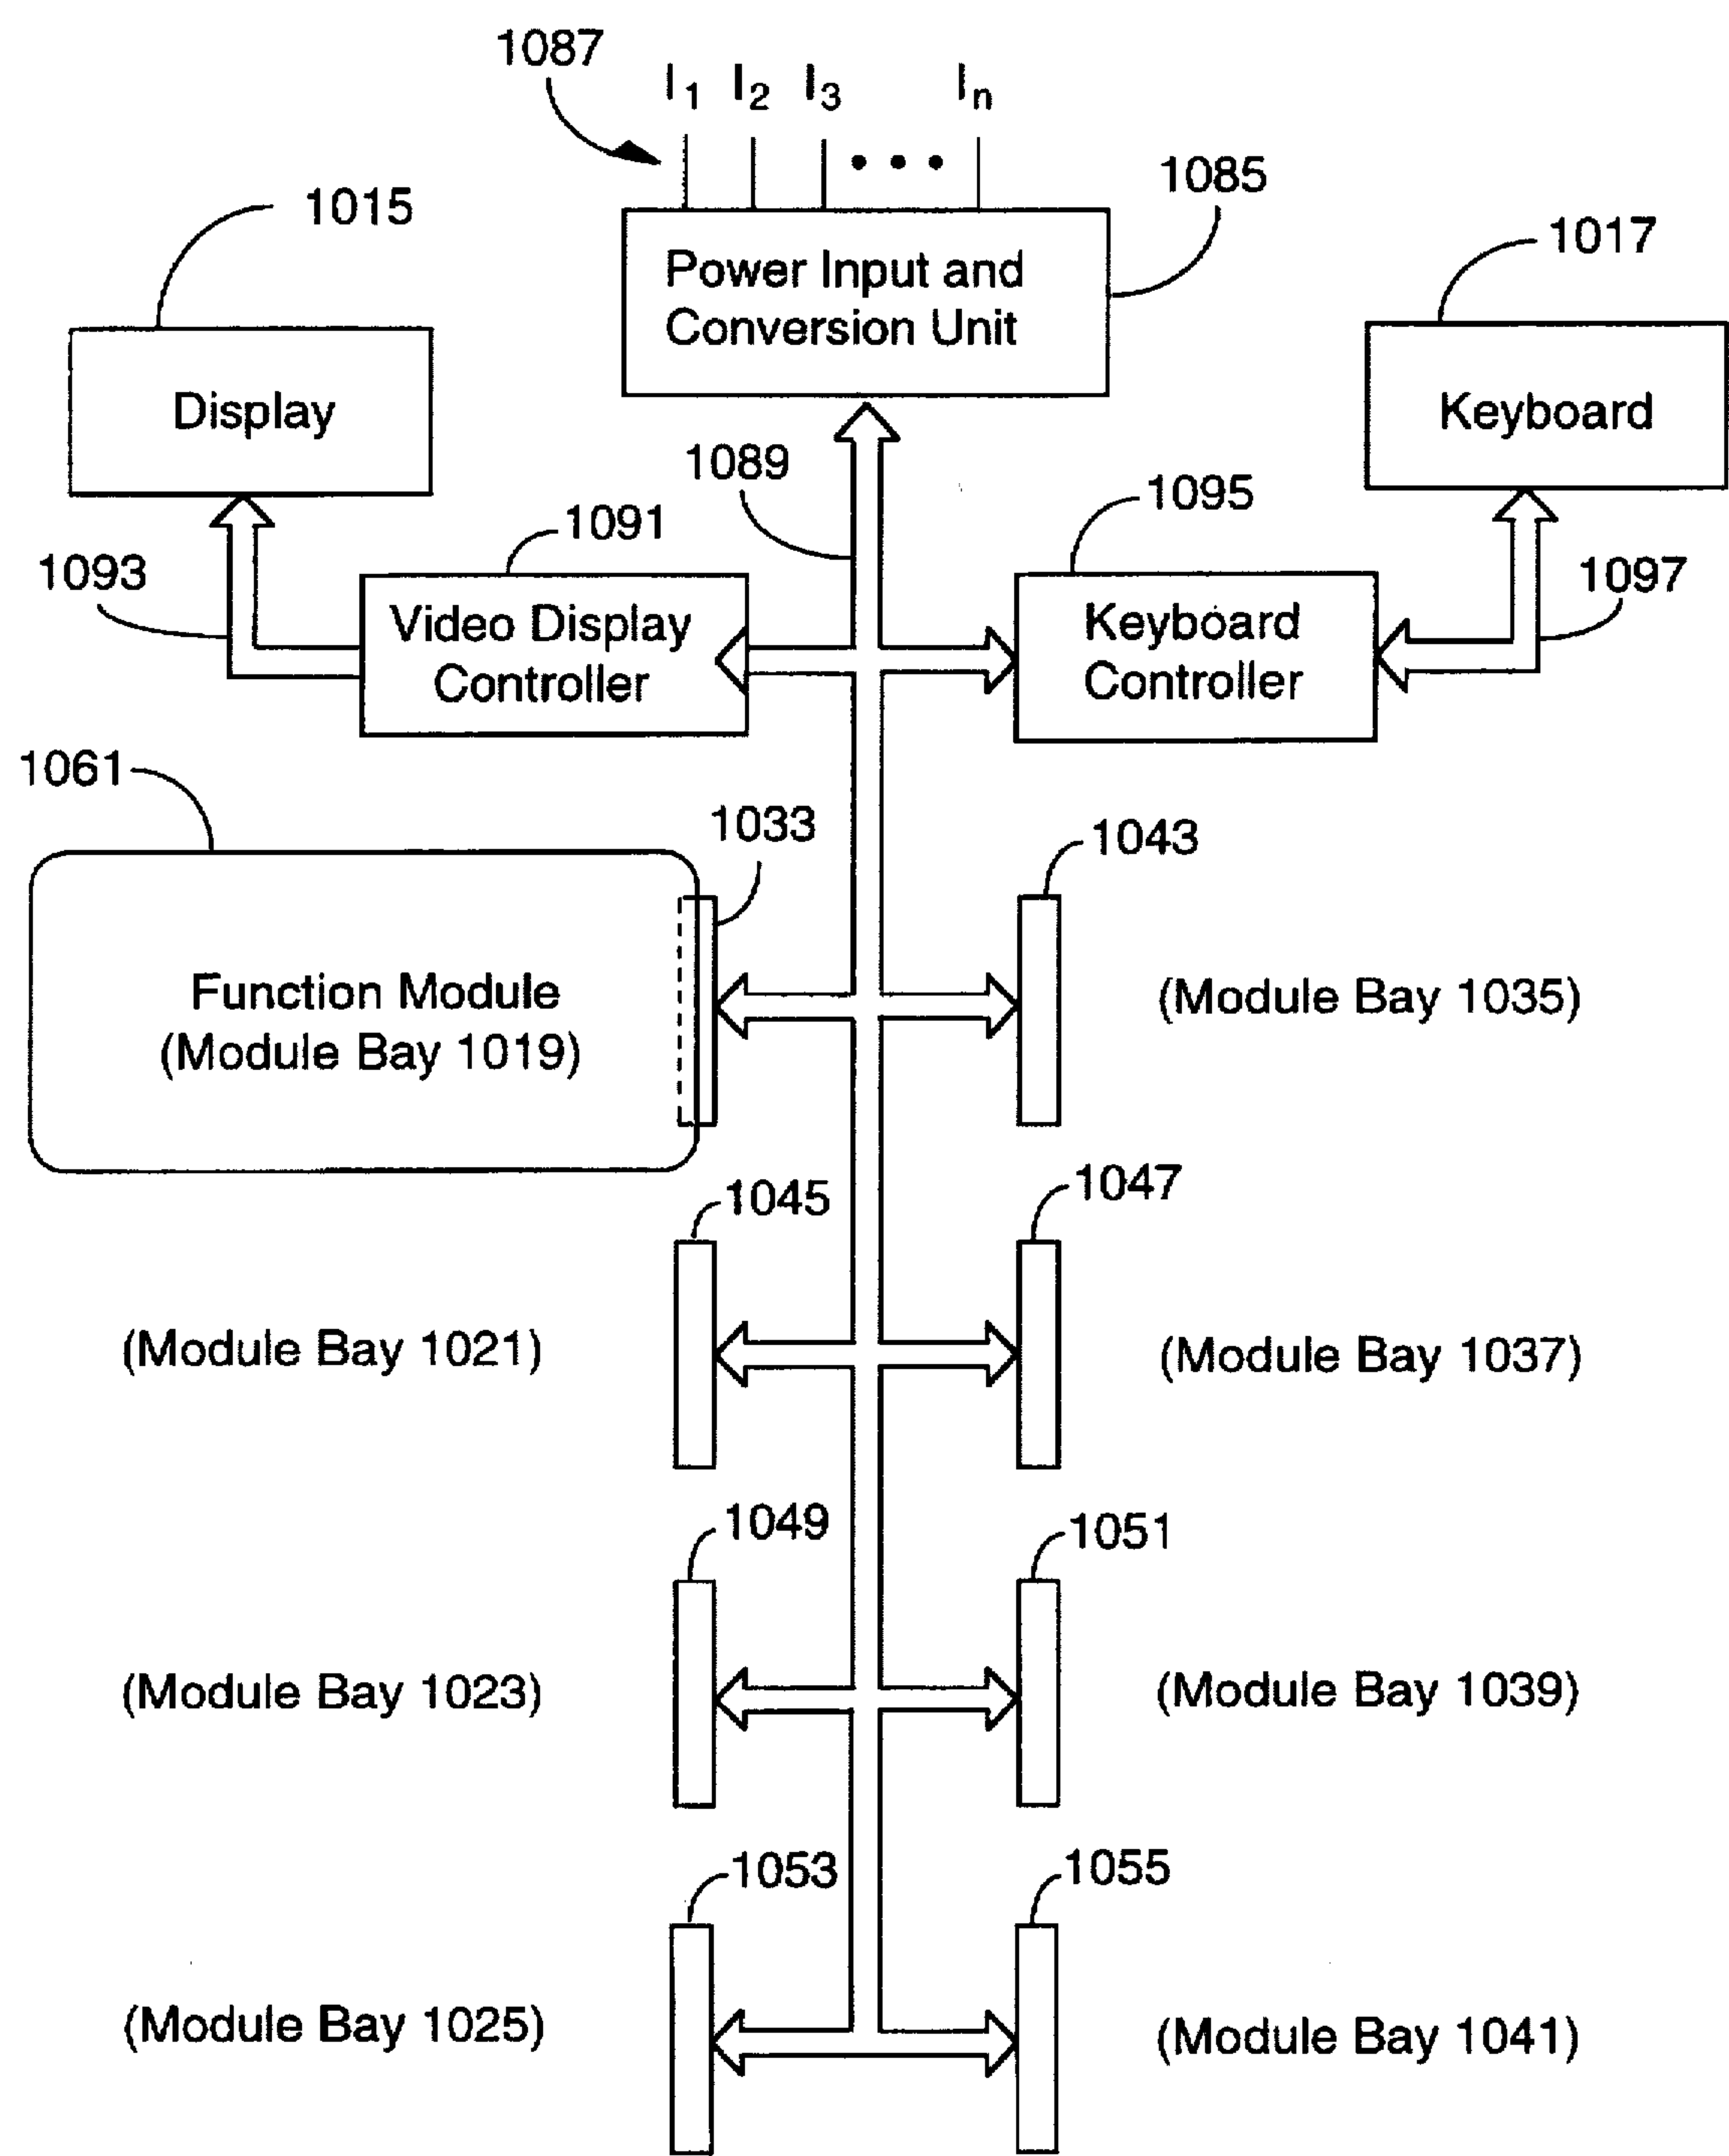 1087
I1 I2 I3 • • • In
1015
1085
1017
Power Input and
Conversion Unit
Display
Keyboard
1089
1095
1091
1093
1097
Video Display
Controller
Keyboard
Controller
1061
1033
1043
Function Module
(Module Bay 1019)
(Module Bay 1035)
1045
1047
(Module Bay 1021)
(Module Bay 1037)
1049
1051
(Module Bay 1023)
(Module Bay 1039)
1053
1055
(Module Bay 1025)
(Module Bay 1041)